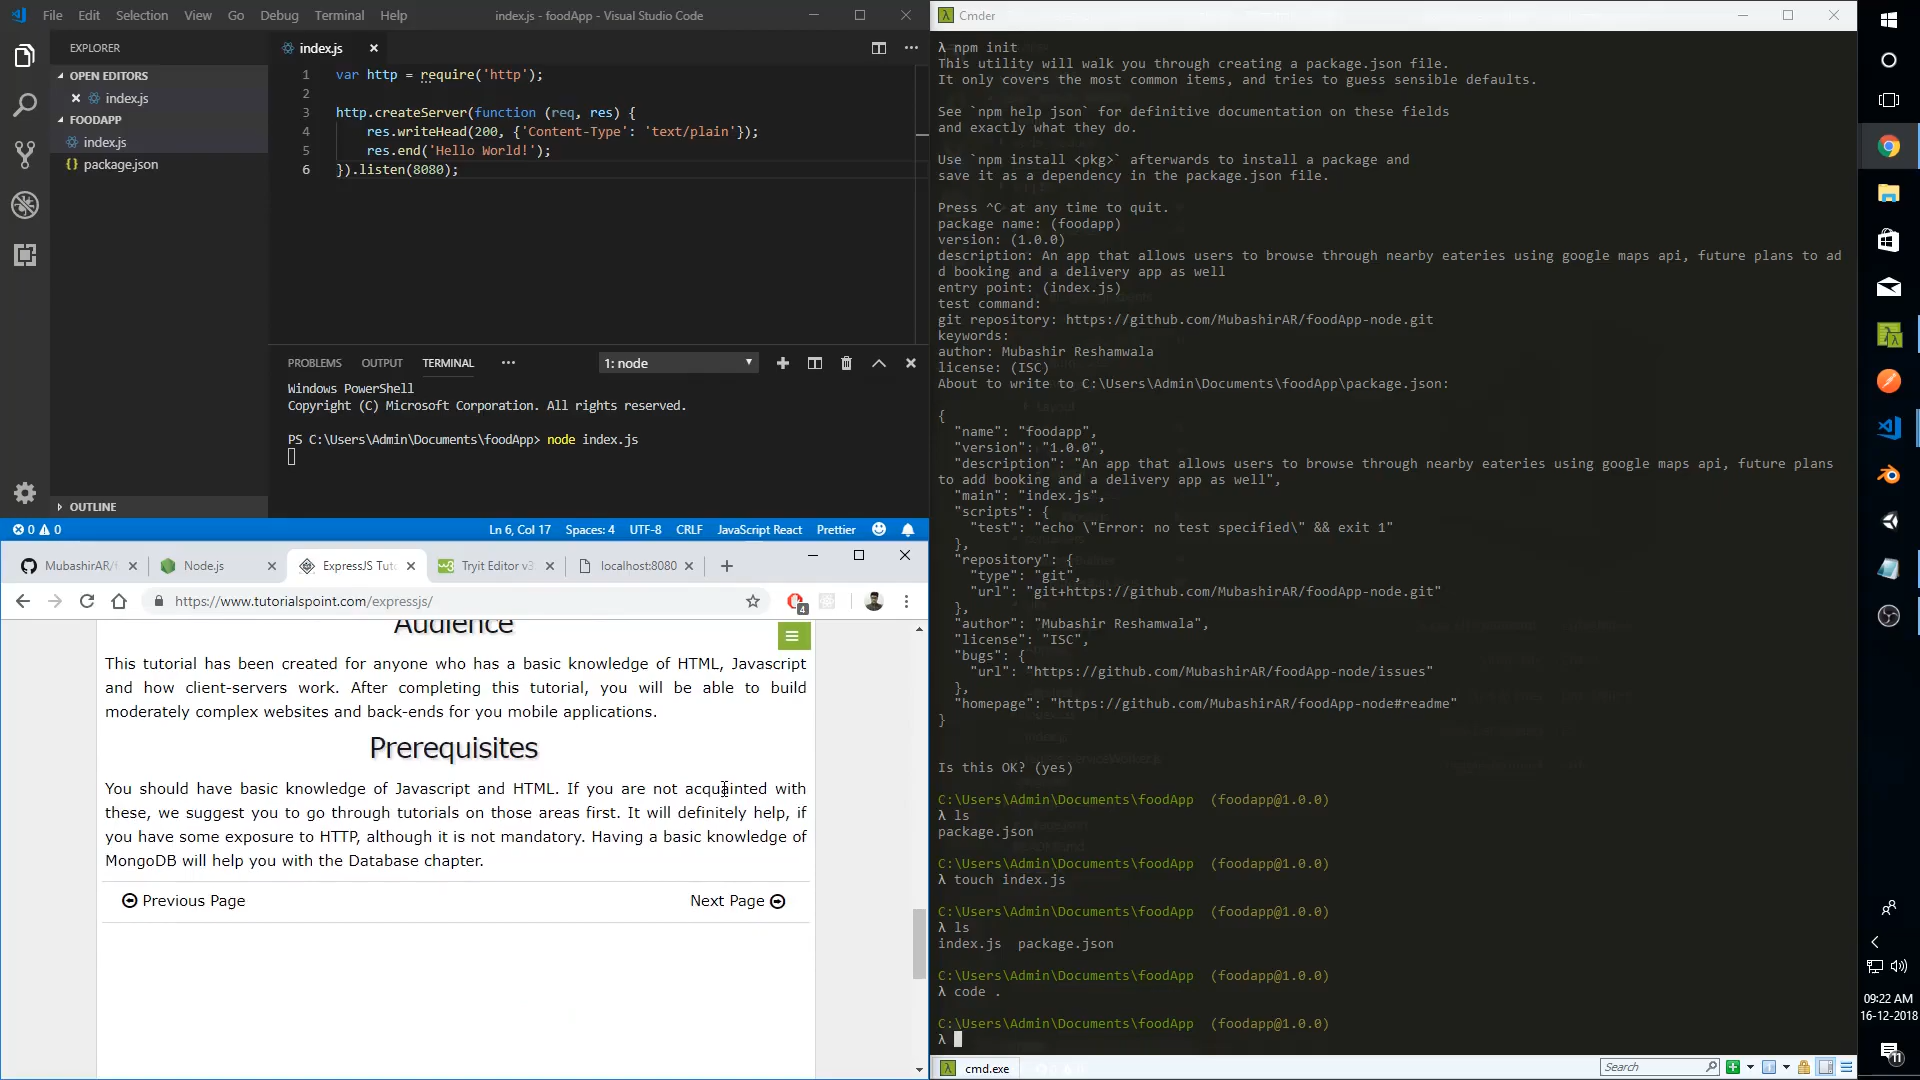 File Edit Selection View Go Debug Terminal Help
index.js - foodApp - Visual Studio Code
EXPLORER
OPEN EDITORS
index.js
FOODAPP
index.js
package.json
OUTLINE
index.js
1 var http = require('http');
2
3 http.createServer(function (req, res) {
4 res.writeHead(200, {'Content-Type': 'text/plain'});
5 res.end('Hello World!');
6 }).listen(8080);
PROBLEMS OUTPUT TERMINAL ··· 1: node
Windows PowerShell
Copyright (C) Microsoft Corporation. All rights reserved.
PS C:\Users\Admin\Documents\foodApp> node index.js
0 0 Ln 6, Col 17 Spaces: 4 UTF-8 CRLF JavaScript React Prettier
MubashirAR/f Node.js ExpressJS Tuto Tryit Editor v3. localhost:8080
https://www.tutorialspoint.com/expressjs/
4
Audience
This tutorial has been created for anyone who has a basic knowledge of HTML, Javascript
and how client-servers work. After completing this tutorial, you will be able to build
moderately complex websites and back-ends for you mobile applications.
Prerequisites
You should have basic knowledge of Javascript and HTML. If you are not acquainted with
these, we suggest you to go through tutorials on those areas first. It will definitely help, if
you have some exposure to HTTP, although it is not mandatory. Having a basic knowledge of
MongoDB will help you with the Database chapter.
Previous Page Next Page
Cmder
λ npm init
This utility will walk you through creating a package.json file.
It only covers the most common items, and tries to guess sensible defaults.
See `npm help json` for definitive documentation on these fields
and exactly what they do.
Use `npm install <pkg>` afterwards to install a package and
save it as a dependency in the package.json file.
Press ^C at any time to quit.
package name: (foodapp)
version: (1.0.0)
description: An app that allows users to browse through nearby eateries using google maps api, future plans to ad
d booking and a delivery app as well
entry point: (index.js)
test command:
git repository: https://github.com/MubashirAR/foodApp-node.git
keywords:
author: Mubashir Reshamwala
license: (ISC)
About to write to C:\Users\Admin\Documents\foodApp\package.json:
{
"name": "foodapp",
"version": "1.0.0",
"description": "An app that allows users to browse through nearby eateries using google maps api, future plans
to add booking and a delivery app as well",
"main": "index.js",
"scripts": {
"test": "echo \"Error: no test specified\" && exit 1"
},
"repository": {
"type": "git",
"url": "git+https://github.com/MubashirAR/foodApp-node.git"
},
"author": "Mubashir Reshamwala",
"license": "ISC",
"bugs": {
"url": "https://github.com/MubashirAR/foodApp-node/issues"
},
"homepage": "https://github.com/MubashirAR/foodApp-node#readme"
}
Is this OK? (yes)
C:\Users\Admin\Documents\foodApp (foodapp@1.0.0)
λ ls
package.json
C:\Users\Admin\Documents\foodApp (foodapp@1.0.0)
λ touch index.js
C:\Users\Admin\Documents\foodApp (foodapp@1.0.0)
λ ls
index.js package.json
C:\Users\Admin\Documents\foodApp (foodapp@1.0.0)
λ code .
C:\Users\Admin\Documents\foodApp (foodapp@1.0.0)
λ
cmd.exe
Search
09:22 AM
16-12-2018
11